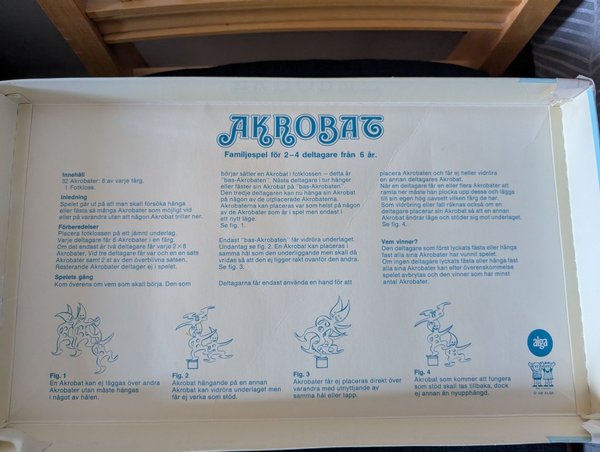 AKROBAT
Familjespel för 2–4 deltagare från 6 år.
Innehåll
32 Akrobater: 8 av varje färg.
1 Fotkloss.
Inledning
Spelet går ut på att man skall försöka hänga
eller fästa så många Akrobater som möjligt vid
eller på varandra utan att någon Akrobat trillar ner.
Förberedelser
Placera fotklossen på ett jämnt underlag.
Varje deltagare får 8 Akrobater i en färg.
Om det endast är två deltagare får varje 2 × 8
Akrobater. Vid tre deltagare får var och en en sats
Akrobater samt 2 st av den överblivna satsen.
Resterande Akrobater deltager ej i spelet.
Spelets gång
Kom överens om vem som skall börja. Den som
börjar sätter en Akrobat i fotklossen – detta är
"bas-Akrobaten". Nästa deltagare i tur hänger
eller fäster sin Akrobat på "bas-Akrobaten".
Den tredje deltagaren kan nu hänga sin Akrobat
på någon av de utplacerade Akrobaterna.
Akrobaterna kan placeras var som helst på någon
av de Akrobater som är i spel men endast i
ett nytt läge.
Se fig. 1.
Endast "bas-Akrobaten" får vidröra underlaget.
Undantag se fig. 2. En Akrobat kan placeras i
samma hål som den underliggande men skall då
vridas så att den ej ligger rakt ovanför den andra.
Se fig. 3.
Deltagarna får endast använda en hand för att
placera Akrobaten och får ej heller vidröra
en annan deltagares Akrobat.
När en deltagare får en eller flera Akrobater att
ramla ner måste han plocka upp dessa och lägga
till sin egen hög oavsett vilken färg de har.
Som vidröring eller fall räknas också om en
deltagare placerar sin Akrobat så att en annan
Akrobat ändrar läge och stöder sig mot underlaget.
Se fig. 4.
Vem vinner?
Den deltagare som först lyckats fästa eller hänga
fast alla sina Akrobater har vunnit spelet.
Om ingen deltagare lyckats fästa eller hänga fast
alla sina Akrobater kan efter överenskommelse
spelet avbrytas och den vinner som har minst
antal Akrobater.
Fig. 1
En Akrobat kan ej läggas över andra
Akrobater utan måste hängas
i något av hålen.
Fig. 2
Akrobat hängande på en annan
Akrobat kan vidröra underlaget men
får ej verka som stöd.
Fig. 3
Akrobater får ej placeras direkt över
varandra med utnyttjande av
samma hål eller tapp.
Fig. 4
Akrobat som kommer att fungera
som stöd skall tas tillbaka, dock
ej annan än nyupphängd.
alga
© AB ALGA